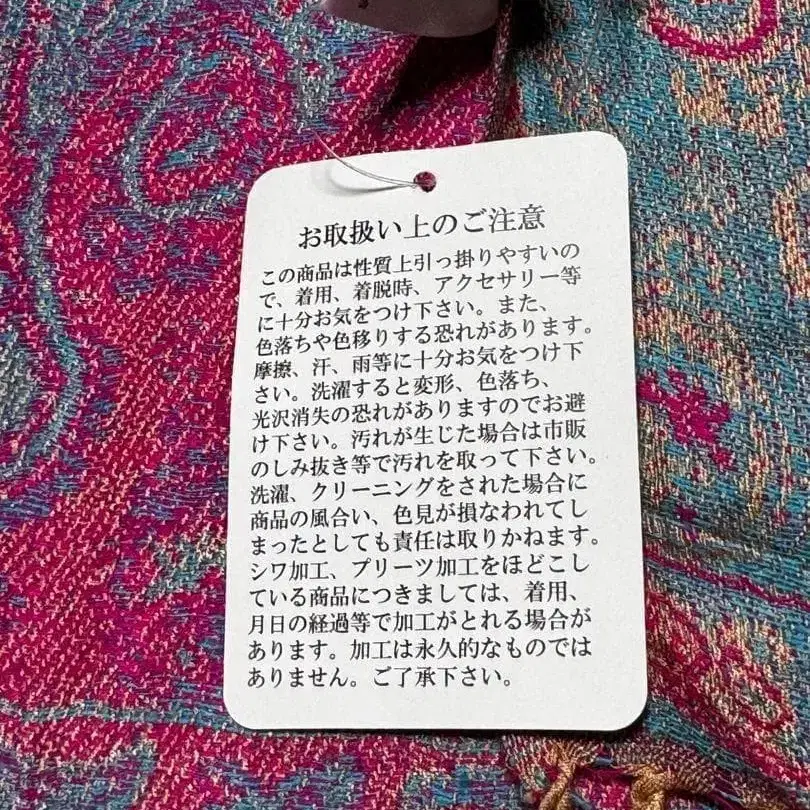 お取扱い上のご注意
この商品は性質上引っ掛りやすいの
で、着用、着脱時、アクセサリー等
に十分お気をつけ下さい。また、
色落ちや色移りする恐れがあります。
摩擦、汗、雨等に十分お気をつけ下
さい。洗濯すると変形、色落ち、
光沢消失の恐れがありますのでお避
け下さい。汚れが生じた場合は市販
のしみ抜き等で汚れを取って下さい。
洗濯、クリーニングをされた場合に
商品の風合い、色見が損なわれてし
まったとしても責任は取りかねます。
シワ加工、プリーツ加工をほどこし
ている商品につきましては、着用、
月日の経過等で加工がとれる場合が
あります。加工は永久的なものでは
ありません。ご了承下さい。